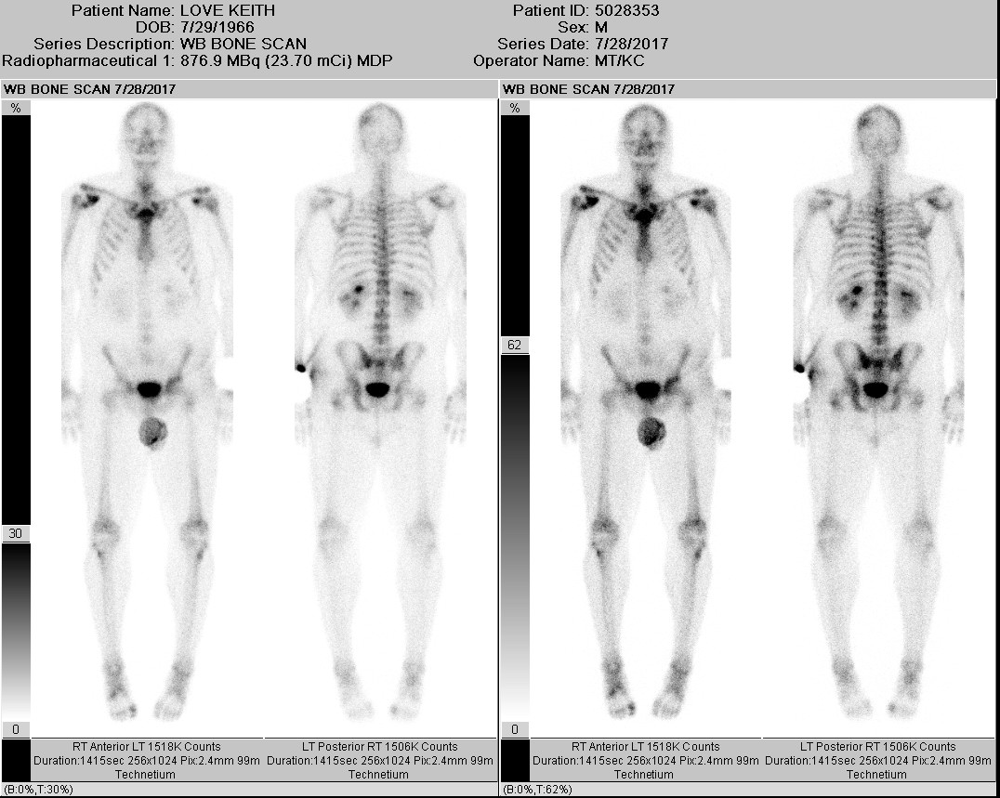 Patient Name: LOVE KEITH Patient ID: 5028353
DOB: 7/29/1966 Sex: M
Series Description: WB BONE SCAN Series Date: 7/28/2017
Radiopharmaceutical 1: 876.9 MBq (23.70 mCi) MDP Operator Name: MT/KC
WB BONE SCAN 7/28/2017
%
30
0
RT Anterior LT 1518K Counts
Duration:1415sec 256x1024 Pix:2.4mm 99m
Technetium
LT Posterior RT 1506K Counts
Duration:1415sec 256x1024 Pix:2.4mm 99m
Technetium
(B:0%,T:30%)
WB BONE SCAN 7/28/2017
%
62
0
RT Anterior LT 1518K Counts
Duration:1415sec 256x1024 Pix:2.4mm 99m
Technetium
LT Posterior RT 1506K Counts
Duration:1415sec 256x1024 Pix:2.4mm 99m
Technetium
(B:0%,T:62%)